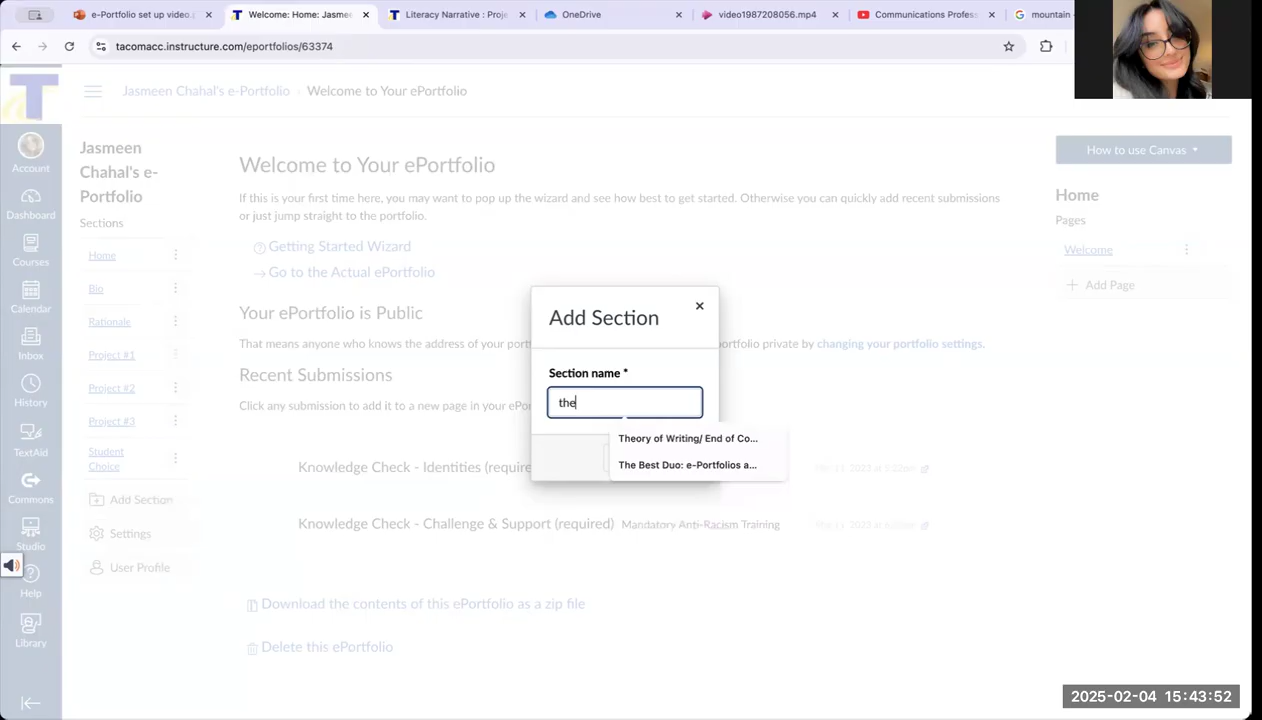 e-Portfolio set up video.p
Welcome: Home: Jasmee
Literacy Narrative : Proje
OneDrive
video1987208056.mp4
Communications Profess
mountain -
tacomacc.instructure.com/eportfolios/63374
Jasmeen Chahal's e-Portfolio
Welcome to Your ePortfolio
Account
Dashboard
Courses
Calendar
Inbox
History
TextAid
Commons
Studio
Help
Library
Jasmeen
Chahal's e-
Portfolio
Sections
Home
Bio
Rationale
Project #1
Project #2
Project #3
Student
Choice
Add Section
Settings
User Profile
Welcome to Your ePortfolio
If this is your first time here, you may want to pop up the wizard and see how best to get started. Otherwise you can quickly add recent submissions
or just jump straight to the portfolio.
Getting Started Wizard
Go to the Actual ePortfolio
Your ePortfolio is Public
That means anyone who knows the address of your port
portfolio private by changing your portfolio settings.
Recent Submissions
Click any submission to add it to a new page in your ePor
Knowledge Check - Identities (require
Knowledge Check - Challenge & Support (required) Mandatory Anti-Racism Training
Download the contents of this ePortfolio as a zip file
Delete this ePortfolio
Add Section
Section name *
the
Theory of Writing/ End of Co...
The Best Duo: e-Portfolios a...
How to use Canvas
Home
Pages
Welcome
Add Page
2025-02-04 15:43:52